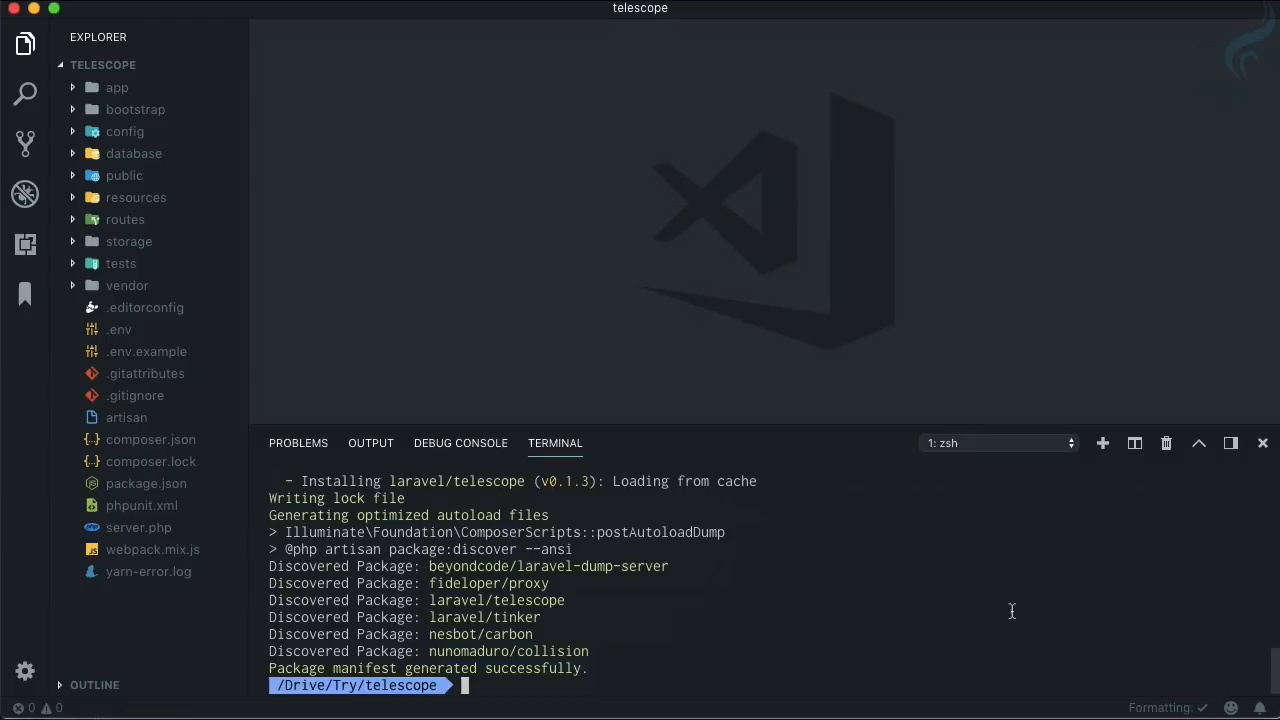 telescope
EXPLORER
TELESCOPE
app
bootstrap
config
database
public
resources
routes
storage
tests
vendor
.editorconfig
.env
.env.example
.gitattributes
.gitignore
artisan
composer.json
composer.lock
package.json
phpunit.xml
server.php
webpack.mix.js
yarn-error.log
OUTLINE
PROBLEMS OUTPUT DEBUG CONSOLE TERMINAL 1: zsh
- Installing laravel/telescope (v0.1.3): Loading from cache
Writing lock file
Generating optimized autoload files
> Illuminate\Foundation\ComposerScripts::postAutoloadDump
> @php artisan package:discover --ansi
Discovered Package: beyondcode/laravel-dump-server
Discovered Package: fideloper/proxy
Discovered Package: laravel/telescope
Discovered Package: laravel/tinker
Discovered Package: nesbot/carbon
Discovered Package: nunomaduro/collision
Package manifest generated successfully.
/Drive/Try/telescope
0 0 Formatting: ✓